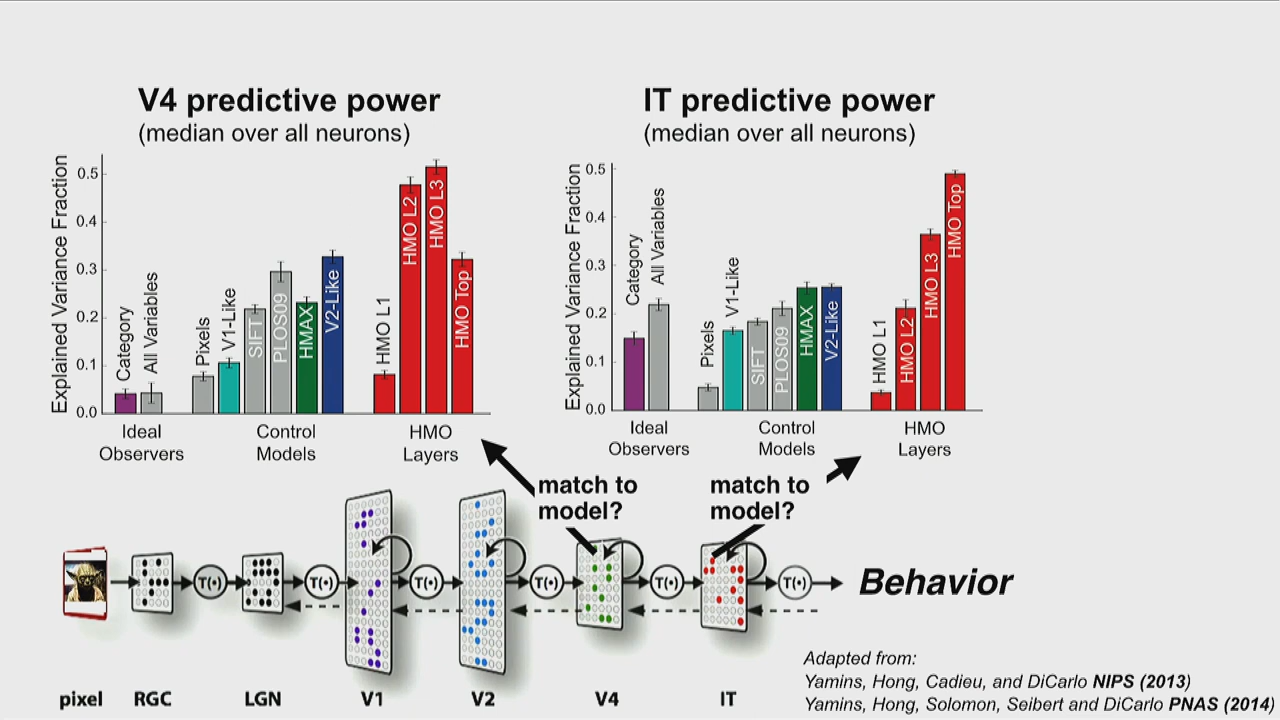 V4 predictive power
(median over all neurons)
Explained Variance Fraction
0.5
0.4
0.3
0.2
0.1
0.0
Category
All Variables
Pixels
V1-Like
SIFT
PLOS09
HMAX
V2-Like
HMO L1
HMO L2
HMO L3
HMO Top
Ideal
Observers
Control
Models
HMO
Layers
IT predictive power
(median over all neurons)
Explained Variance Fraction
0.5
0.4
0.3
0.2
0.1
0.0
Category
All Variables
Pixels
V1-Like
SIFT
PLOS09
HMAX
V2-Like
HMO L1
HMO L2
HMO L3
HMO Top
Ideal
Observers
Control
Models
HMO
Layers
match to
model?
match to
model?
T(•)
T(•)
T(•)
T(•)
T(•)
T(•)
Behavior
pixel
RGC
LGN
V1
V2
V4
IT
Adapted from:
Yamins, Hong, Cadieu, and DiCarlo NIPS (2013)
Yamins, Hong, Solomon, Seibert and DiCarlo PNAS (2014)